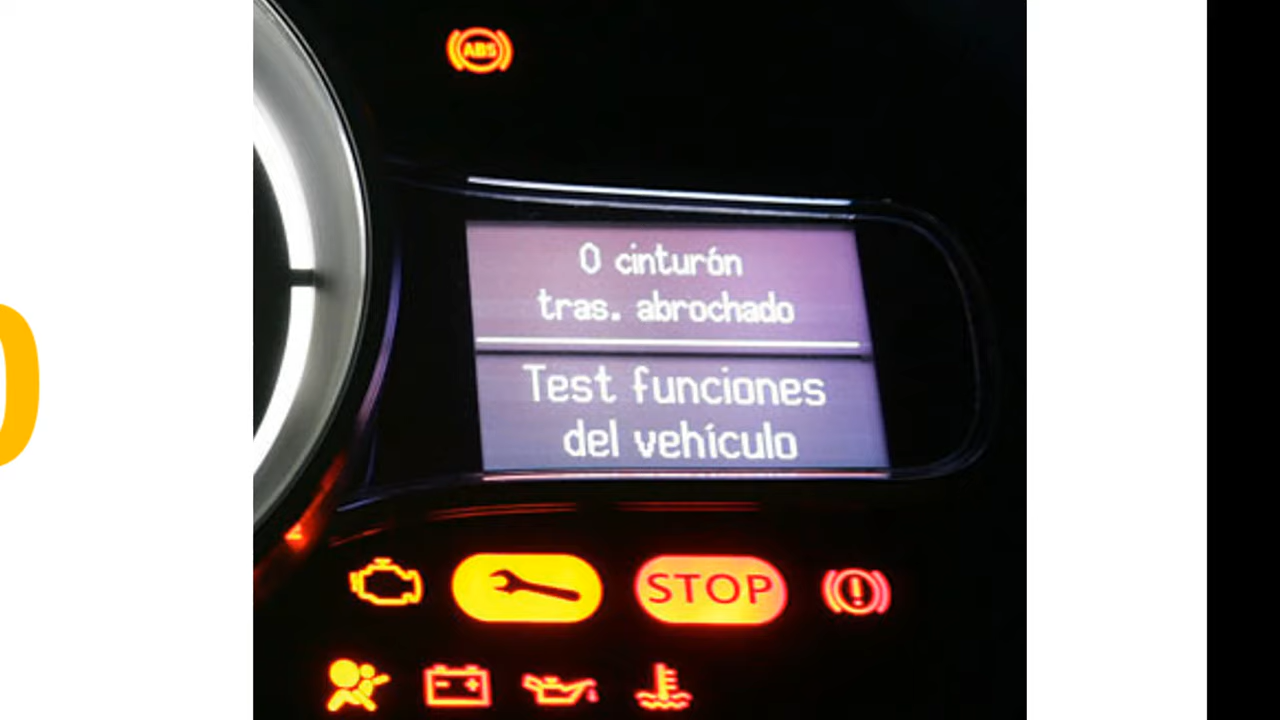 ABS
0 cinturón
tras. abrochado
Test funciones
del vehículo
STOP